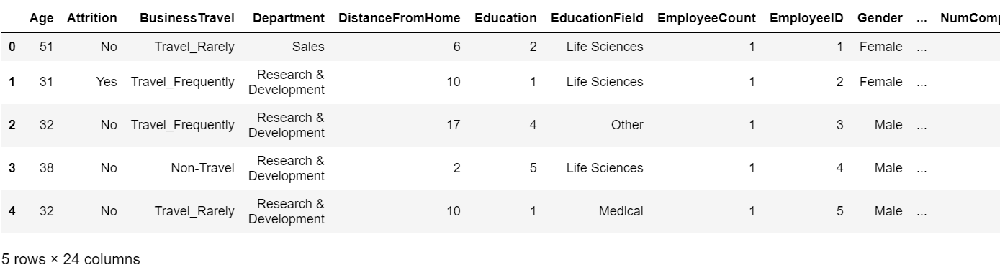 Age Attrition BusinessTravel Department DistanceFromHome Education EducationField EmployeeCount EmployeeID Gender ... NumComp
0 51 No Travel_Rarely Sales 6 2 Life Sciences 1 1 Female ...
1 31 Yes Travel_Frequently Research & Development 10 1 Life Sciences 1 2 Female ...
2 32 No Travel_Frequently Research & Development 17 4 Other 1 3 Male ...
3 38 No Non-Travel Research & Development 2 5 Life Sciences 1 4 Male ...
4 32 No Travel_Rarely Research & Development 10 1 Medical 1 5 Male ...
5 rows × 24 columns